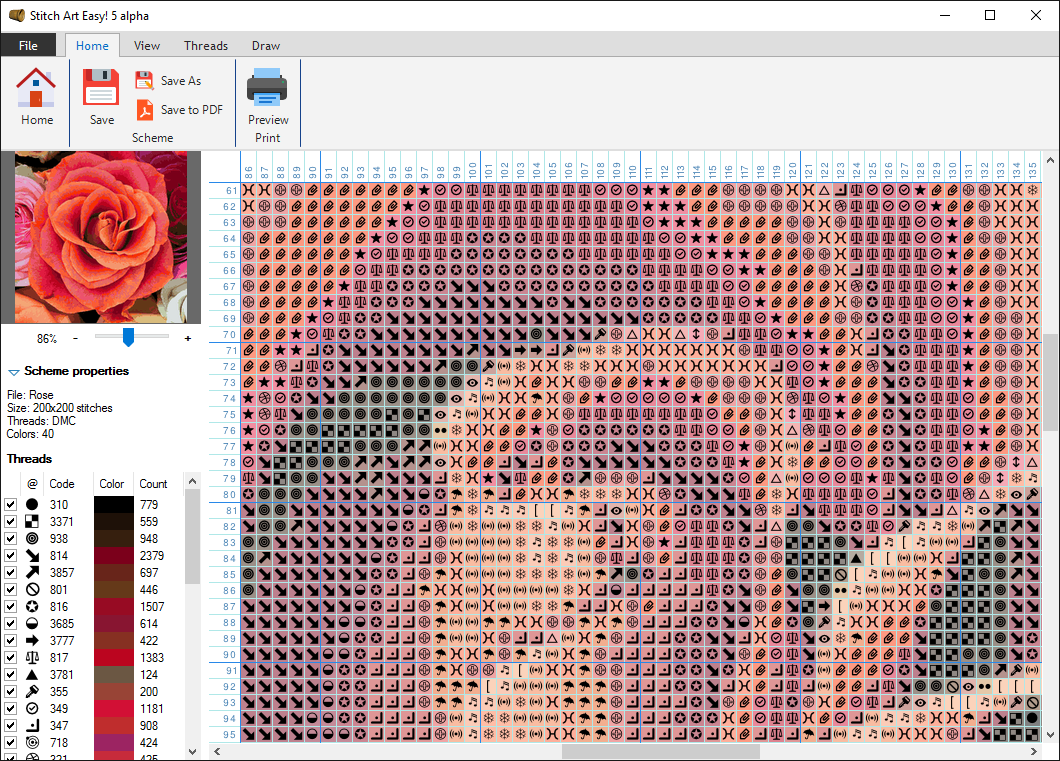 Stitch Art Easy! 5 alpha
File Home View Threads Draw
Home
Save
Save As
Save to PDF
Scheme
Preview
Print
86% - +
Scheme properties
File: Rose
Size: 200x200 stitches
Threads: DMC
Colors: 40
Threads
@ Code Color Count
310 779
3371 559
938 948
814 2379
3857 697
801 446
816 1507
3685 614
3777 422
817 1383
3781 124
355 200
349 1181
347 908
718 424
321 425
86 87 88 89 90 91 92 93 94 95 96 97 98 99 100 101 102 103 104 105 106 107 108 109 110 111 112 113 114 115 116 117 118 119 120 121 122 123 124 125 126 127 128 129 130 131 132 133 134 135
61
62
63
64
65
66
67
68
69
70
71
72
73
74
75
76
77
78
79
80
81
82
83
84
85
86
87
88
89
90
91
92
93
94
95